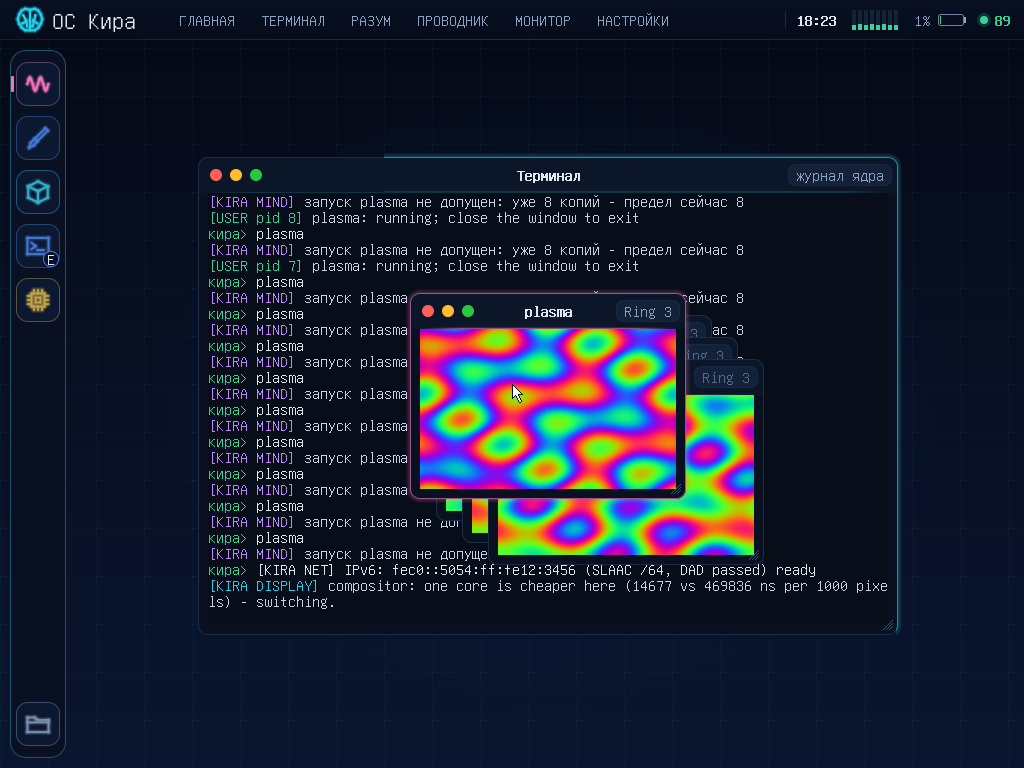 ОС Кира
ГЛАВНАЯ ТЕРМИНАЛ РАЗУМ ПРОВОДНИК МОНИТОР НАСТРОЙКИ
18:23 1% 89
E
Терминал
журнал ядра
[KIRA MIND] запуск plasma не допущен: уже 8 копий - предел сейчас 8
[USER pid 8] plasma: running; close the window to exit
кира> plasma
[KIRA MIND] запуск plasma не допущен: уже 8 копий - предел сейчас 8
[USER pid 7] plasma: running; close the window to exit
кира> plasma
[KIRA MIND] запуск plasma сейчас 8
кира> plasma
[KIRA MIND] запуск plasma 8
кира> plasma
[KIRA MIND] запуск plasma
кира> plasma
[KIRA MIND] запуск plasma
кира> plasma
[KIRA MIND] запуск plasma
[KIRA MIND] запуск plasma
кира> plasma
[KIRA MIND] запуск plasma
кира> plasma
[KIRA MIND] запуск plasma не
кира> plasma
[KIRA MIND] запуск plasma не
кира> [KIRA NET] IPv6: fec0::5054:ff:fe12:3456 (SLAAC /64, DAD passed) ready
[KIRA DISPLAY] compositor: one core is cheaper here (14677 vs 469836 ns per 1000 pixe
ls) - switching.
plasma
Ring 3
3
3
Ring 3